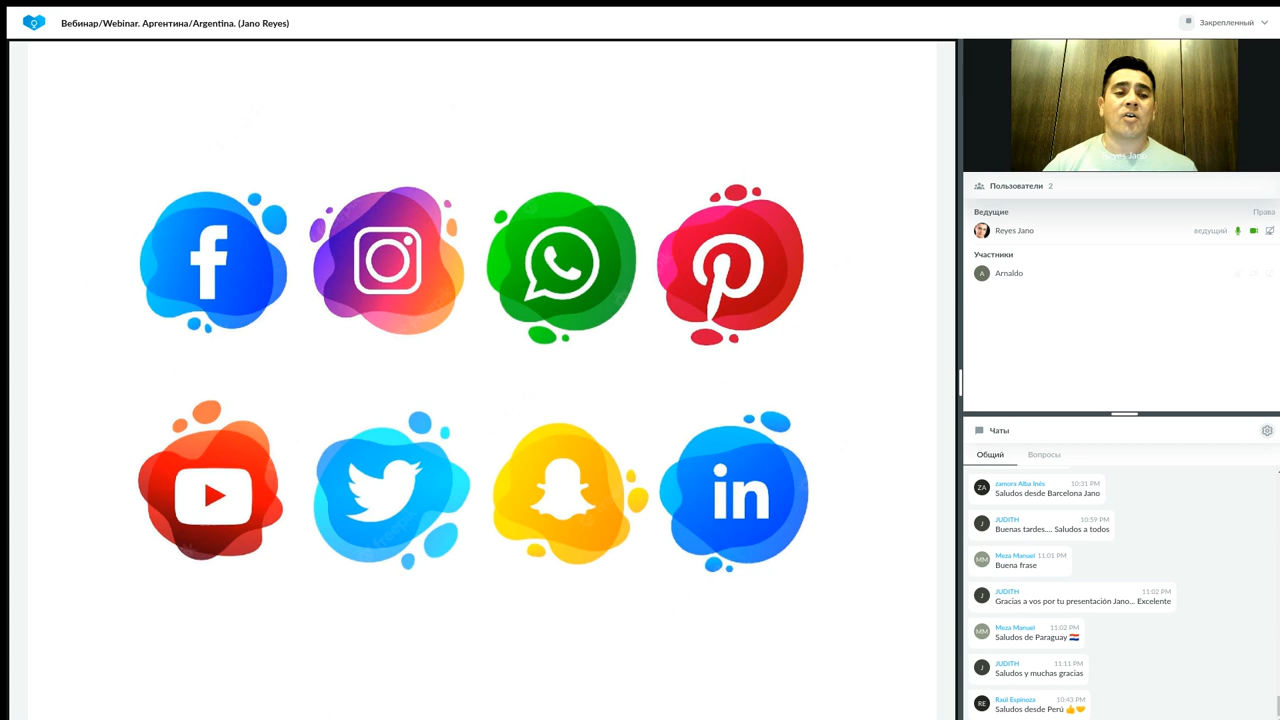 Вебинар/Webinar. Аргентина/Argentina. (Jano Reyes)
Закрепленный
Reyes Jano
Пользователи 2
Ведущие Права
Reyes Jano ведущий
Участники
A Arnaldo
Чаты
Общий Вопросы
ZA zamora Alba Inés 10:31 PM
Saludos desde Barcelona Jano
J JUDITH 10:59 PM
Buenas tardes.... Saludos a todos
MM Meza Manuel 11:01 PM
Buena frase
J JUDITH 11:02 PM
Gracias a vos por tu presentación Jano... Excelente
MM Meza Manuel 11:02 PM
Saludos de Paraguay 🇵🇾
J JUDITH 11:11 PM
Saludos y muchas gracias
RE Raúl Espinoza 10:43 PM
Saludos desde Perú 👍🤝
f
in